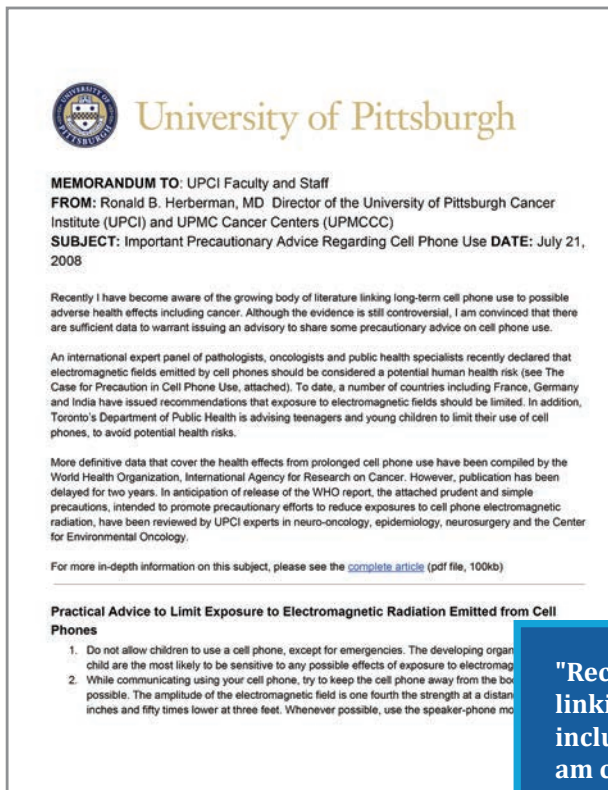 University of Pittsburgh
MEMORANDUM TO: UPCI Faculty and Staff
FROM: Ronald B. Herberman, MD Director of the University of Pittsburgh Cancer
Institute (UPCI) and UPMC Cancer Centers (UPMCCC)
SUBJECT: Important Precautionary Advice Regarding Cell Phone Use DATE: July 21,
2008
Recently I have become aware of the growing body of literature linking long-term cell phone use to possible
adverse health effects including cancer. Although the evidence is still controversial, I am convinced that there
are sufficient data to warrant issuing an advisory to share some precautionary advice on cell phone use.
An international expert panel of pathologists, oncologists and public health specialists recently declared that
electromagnetic fields emitted by cell phones should be considered a potential human health risk (see The
Case for Precaution in Cell Phone Use, attached). To date, a number of countries including France, Germany
and India have issued recommendations that exposure to electromagnetic fields should be limited. In addition,
Toronto's Department of Public Health is advising teenagers and young children to limit their use of cell
phones, to avoid potential health risks.
More definitive data that cover the health effects from prolonged cell phone use have been compiled by the
World Health Organization, International Agency for Research on Cancer. However, publication has been
delayed for two years. In anticipation of release of the WHO report, the attached prudent and simple
precautions, intended to promote precautionary efforts to reduce exposures to cell phone electromagnetic
radiation, have been reviewed by UPCI experts in neuro-oncology, epidemiology, neurosurgery and the Center
for Environmental Oncology.
For more in-depth information on this subject, please see the complete article (pdf file, 100kb)
Practical Advice to Limit Exposure to Electromagnetic Radiation Emitted from Cell
Phones
1. Do not allow children to use a cell phone, except for emergencies. The developing organ
child are the most likely to be sensitive to any possible effects of exposure to electromag
2. While communicating using your cell phone, try to keep the cell phone away from the bo
possible. The amplitude of the electromagnetic field is one fourth the strength at a distan
inches and fifty times lower at three feet. Whenever possible, use the speaker-phone mo
"Rec
linki
inclu
am c